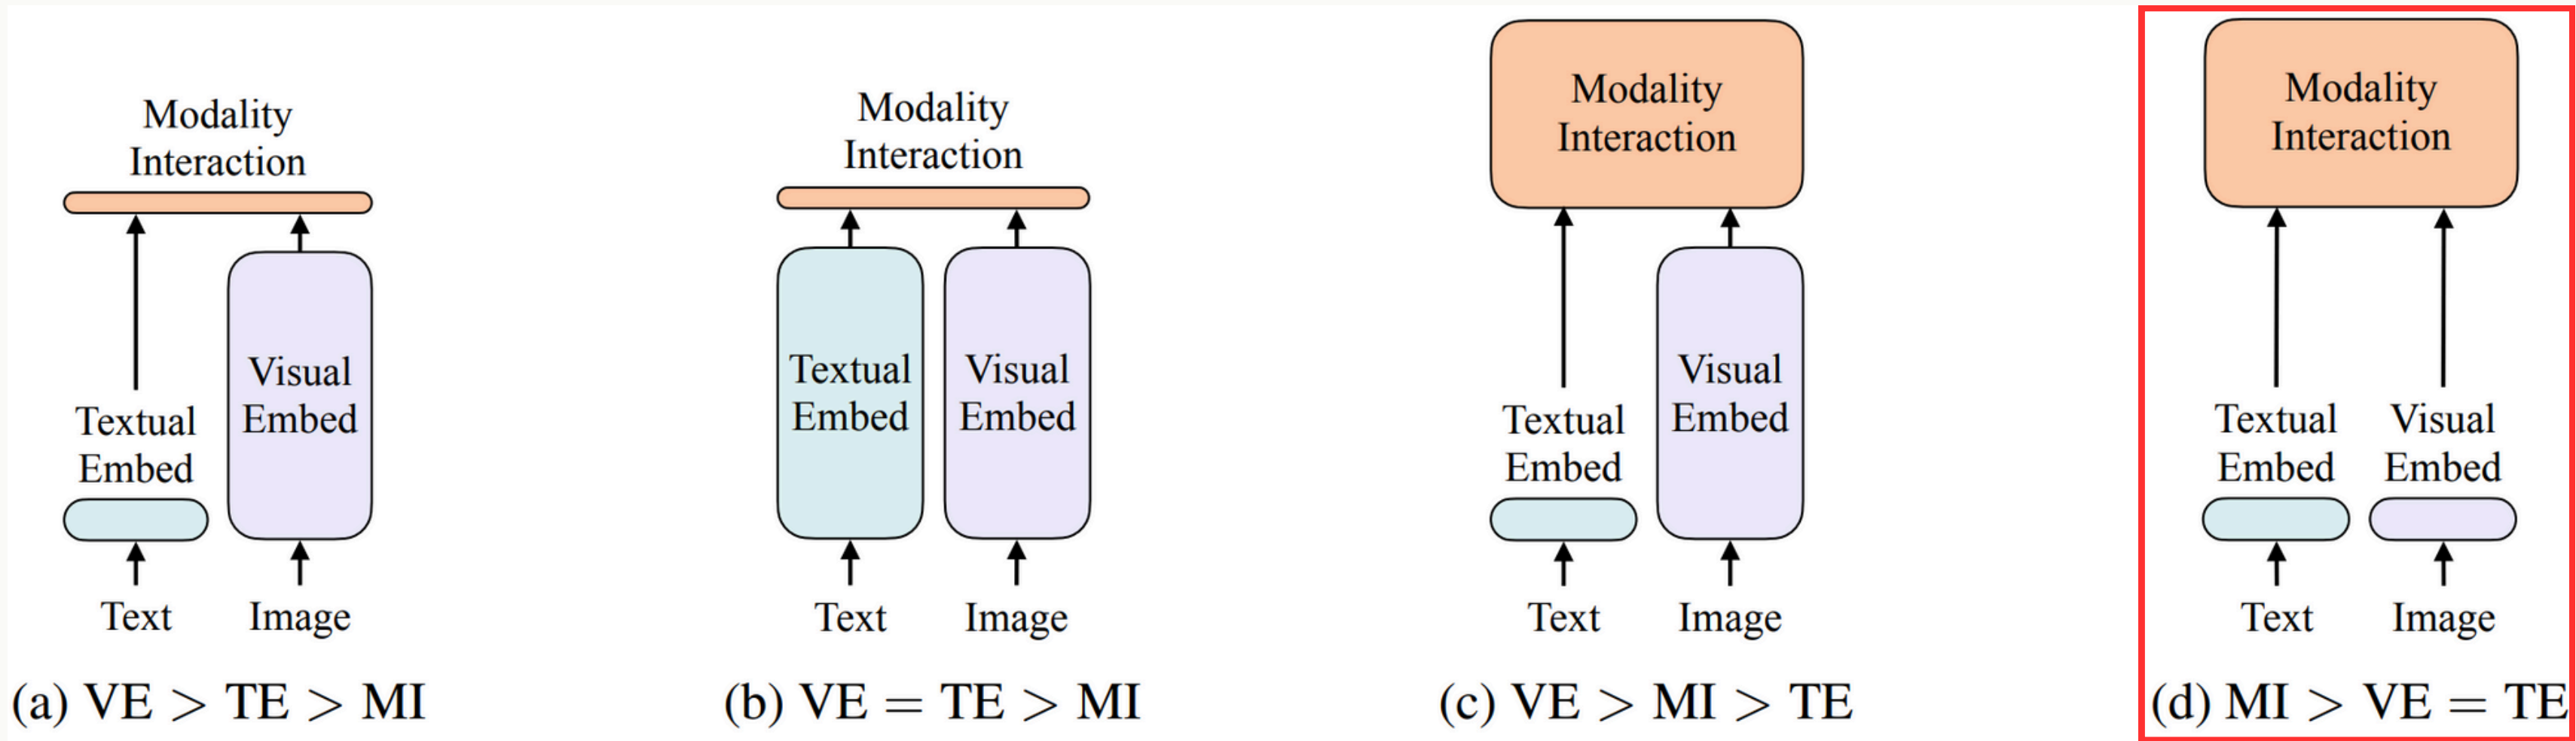 Modality
Interaction
Textual
Embed
Visual
Embed
Text
Image
(a) VE > TE > MI
Modality
Interaction
Textual
Embed
Visual
Embed
Text
Image
(b) VE = TE > MI
Modality
Interaction
Textual
Embed
Visual
Embed
Text
Image
(c) VE > MI > TE
Modality
Interaction
Textual
Embed
Visual
Embed
Text
Image
(d) MI > VE = TE